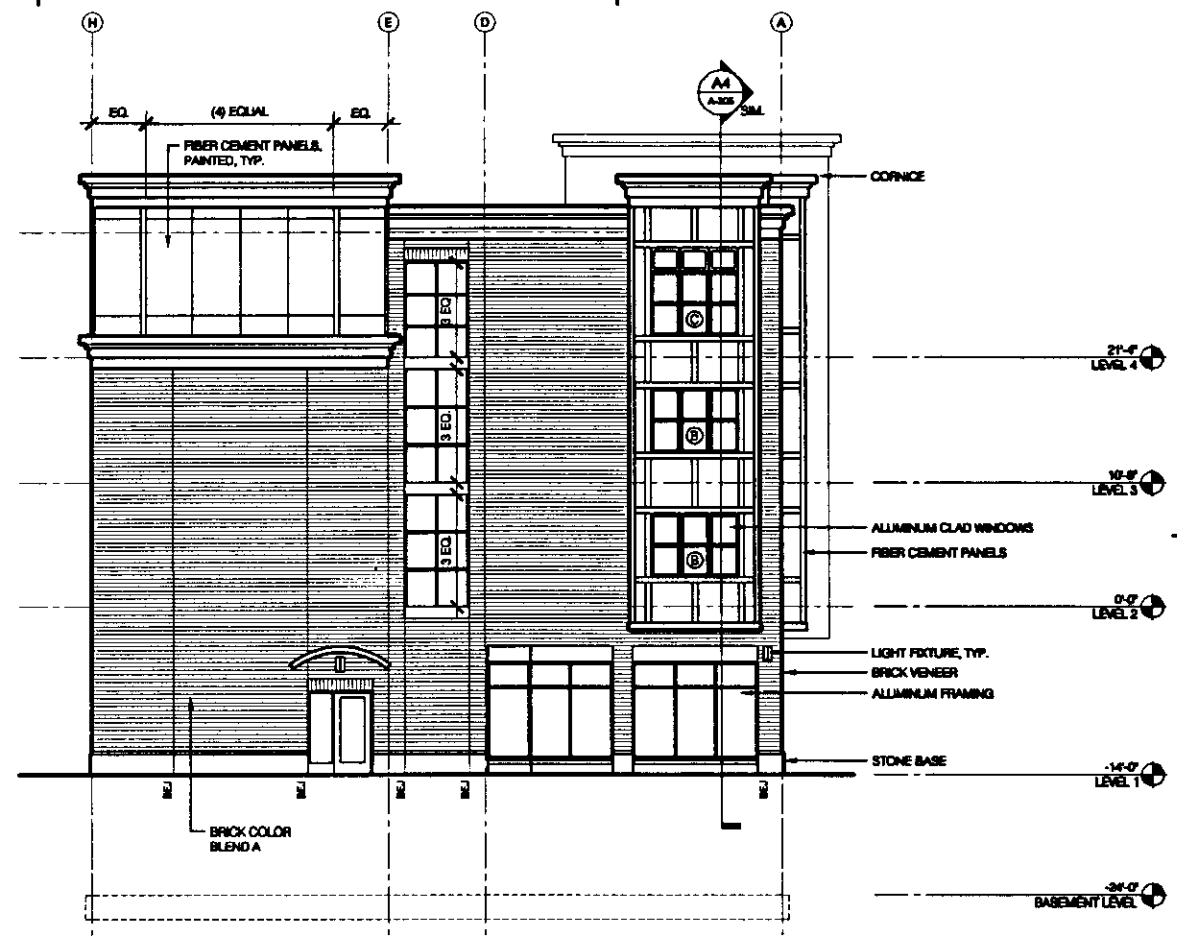 H
E
D
A
A4
A-305
SIM.
EQ.
(4) EQUAL
EQ.
FIBER CEMENT PANELS,
PAINTED, TYP.
CORNICE
3 EQ.
C
21'-4"
LEVEL 4
3 EQ.
B
10'-8"
LEVEL 3
ALUMINUM CLAD WINDOWS
3 EQ.
B
FIBER CEMENT PANELS
0'-0"
LEVEL 2
LIGHT FIXTURE, TYP.
BRICK VENEER
ALUMINUM FRAMING
STONE BASE
-14'-0"
LEVEL 1
BEJ
BEJ
BEJ
BEJ
BEJ
BRICK COLOR
BLEND A
-24'-0"
BASEMENT LEVEL